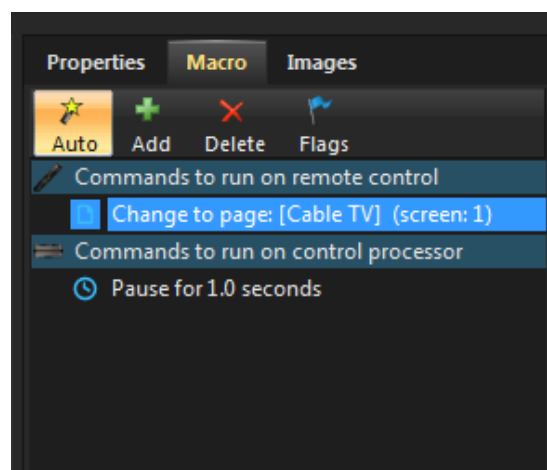 Properties Macro Images
Auto Add Delete Flags
Commands to run on remote control
Change to page: [Cable TV] (screen: 1)
Commands to run on control processor
Pause for 1.0 seconds